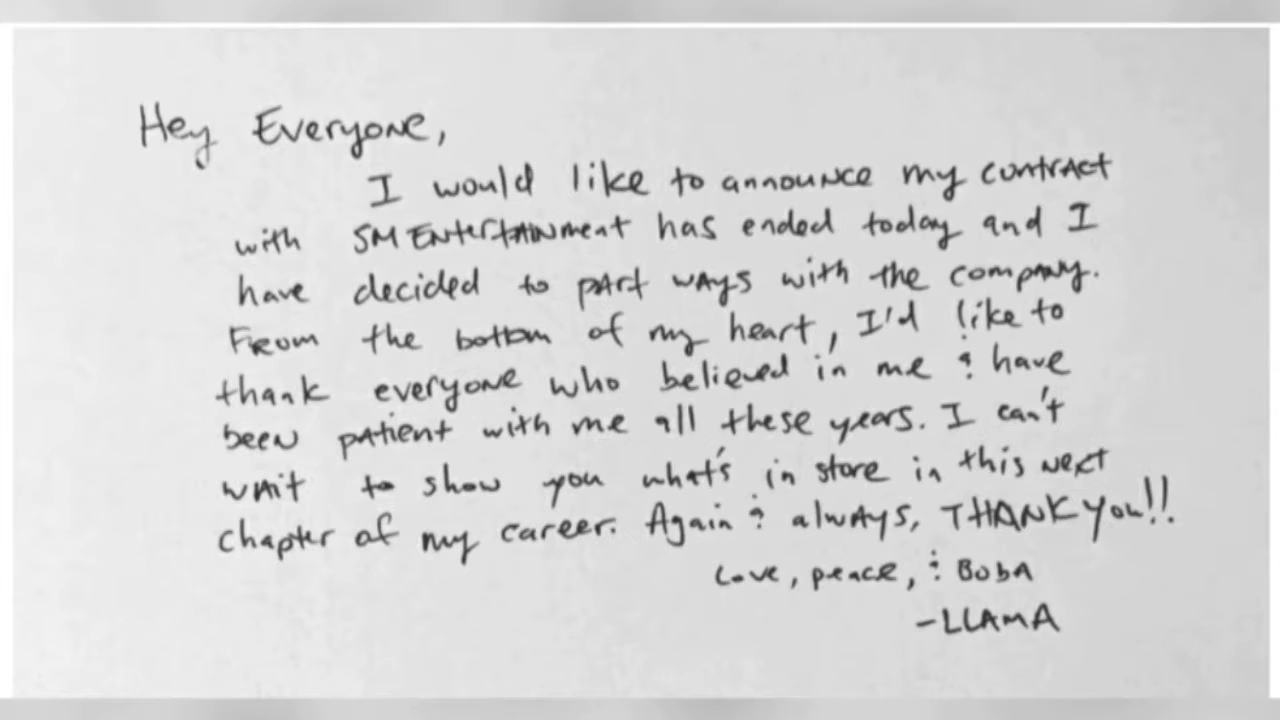 Hey Everyone,
I would like to announce my contract
with SM Entertainment has ended today and I
have decided to part ways with the company.
From the bottom of my heart, I'd like to
thank everyone who believed in me & have
been patient with me all these years. I can't
wait to show you what's in store in this next
chapter of my career. Again & always, THANK YOU!!
Love, peace, & BobA
-LLAMA